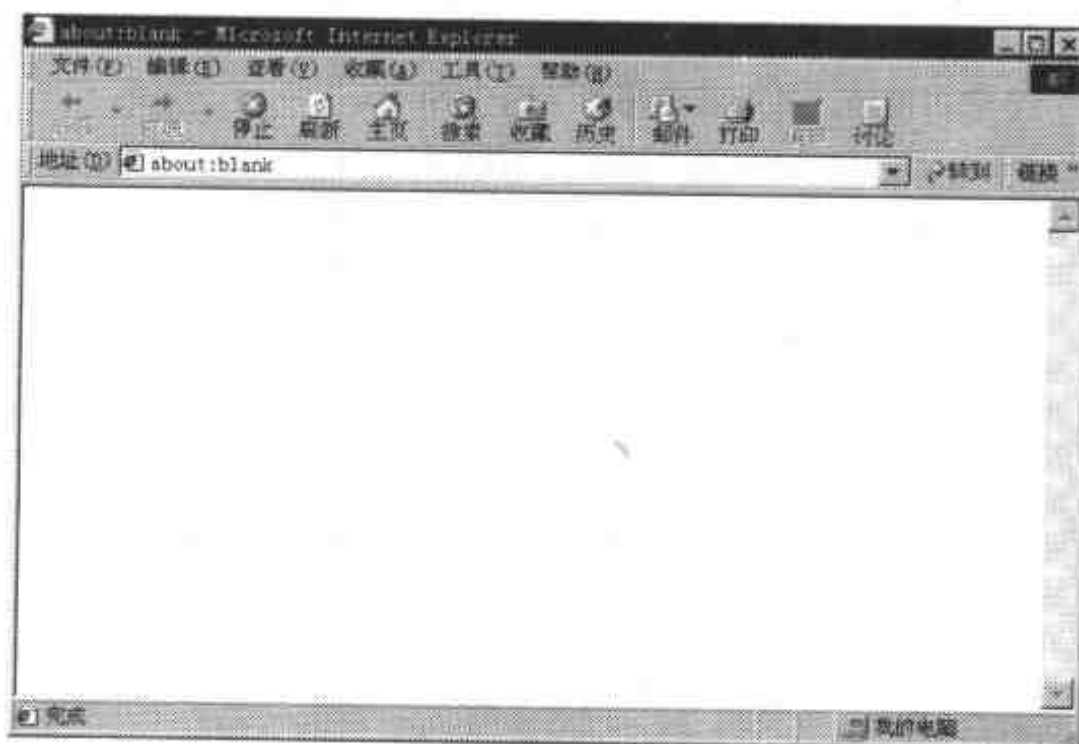 about:blank - Microsoft Internet Explorer
文件(F) 编辑(E) 查看(V) 收藏(A) 工具(T) 帮助(H)
停止 刷新 主页 搜索 收藏 历史 邮件 打印 讨论
地址(D) about:blank 转到 链接 »
完成 我的电脑